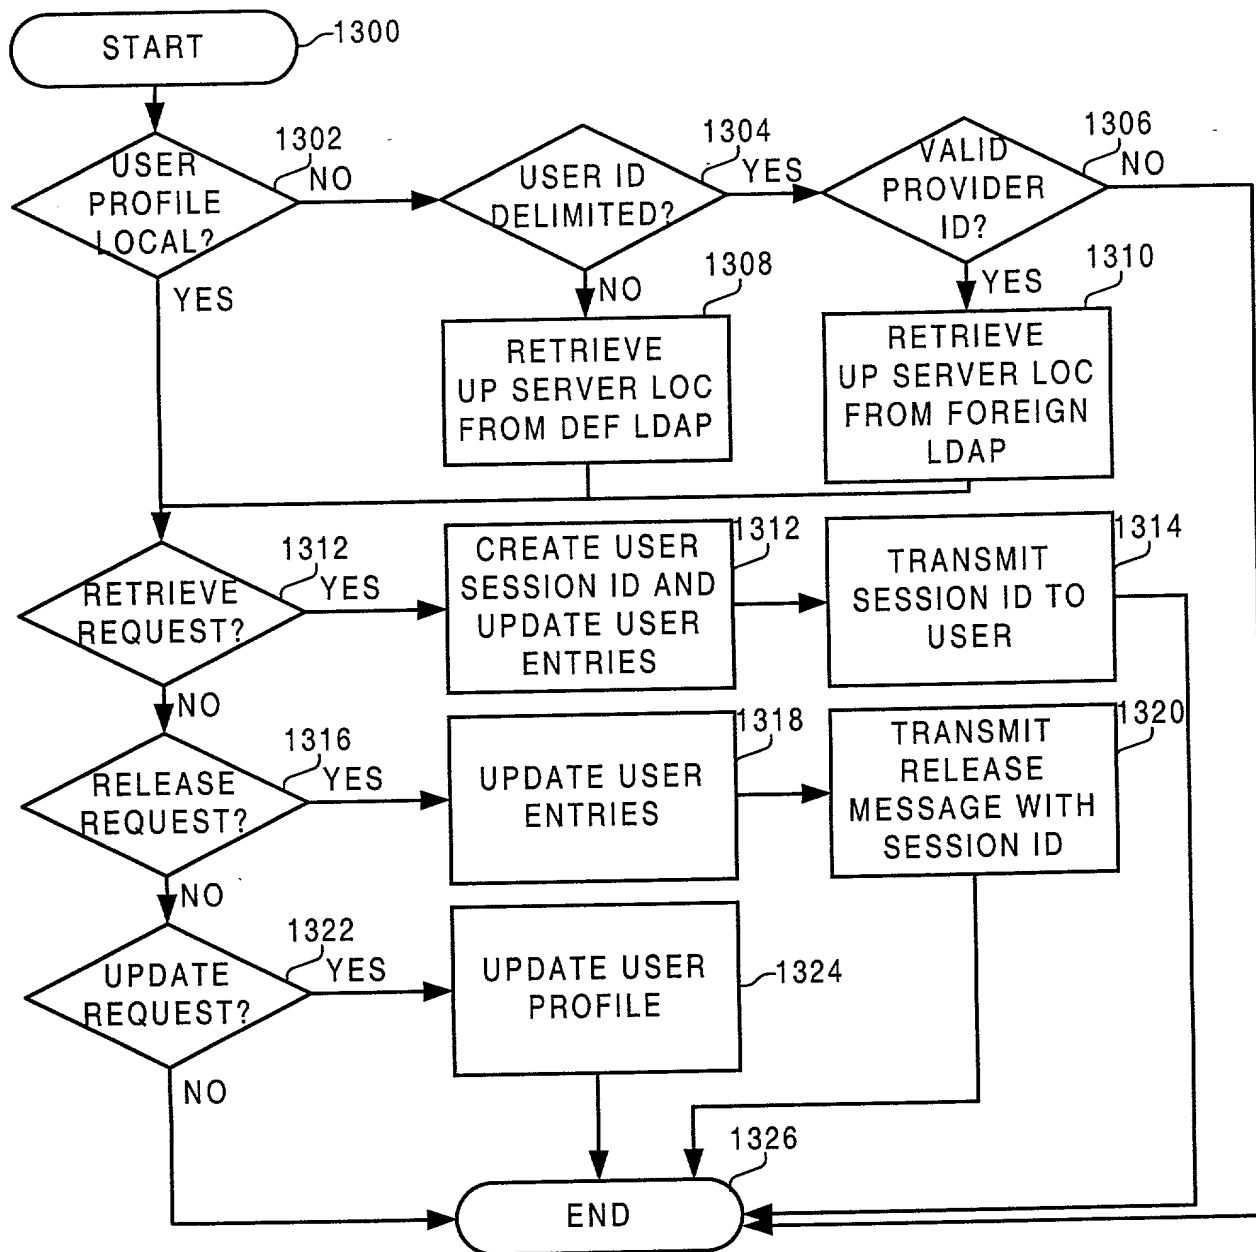 START
1300
USER
PROFILE
LOCAL?
1302
NO
YES
USER ID
DELIMITED?
1304
YES
NO
VALID
PROVIDER
ID?
1306
NO
YES
1308
RETRIEVE
UP SERVER LOC
FROM DEF LDAP
1310
RETRIEVE
UP SERVER LOC
FROM FOREIGN
LDAP
RETRIEVE
REQUEST?
1312
YES
NO
CREATE USER
SESSION ID AND
UPDATE USER
ENTRIES
1312
TRANSMIT
SESSION ID TO
USER
1314
RELEASE
REQUEST?
1316
YES
NO
UPDATE USER
ENTRIES
1318
TRANSMIT
RELEASE
MESSAGE WITH
SESSION ID
1320
UPDATE
REQUEST?
1322
YES
NO
UPDATE USER
PROFILE
1324
END
1326